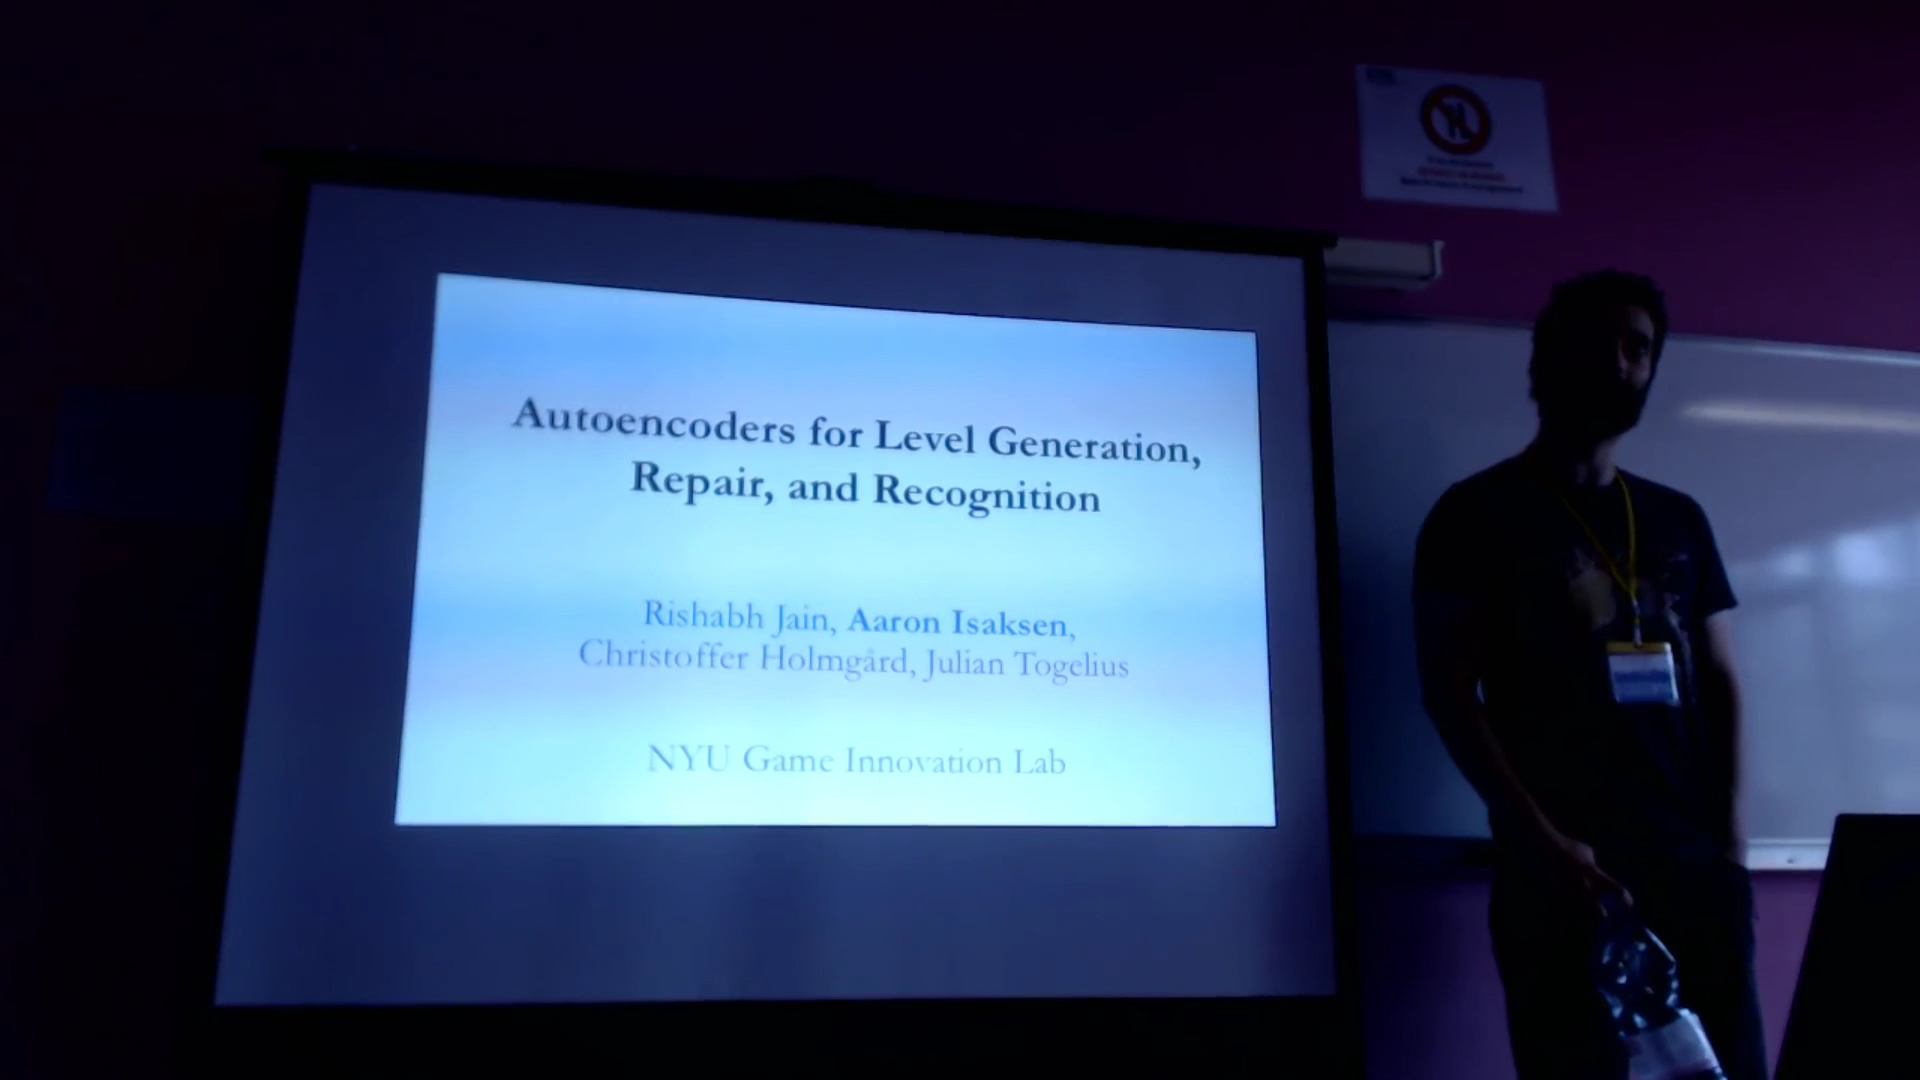 Autoencoders for Level Generation,
Repair, and Recognition
Rishabh Jain, Aaron Isaksen,
Christoffer Holmgård, Julian Togelius
NYU Game Innovation Lab